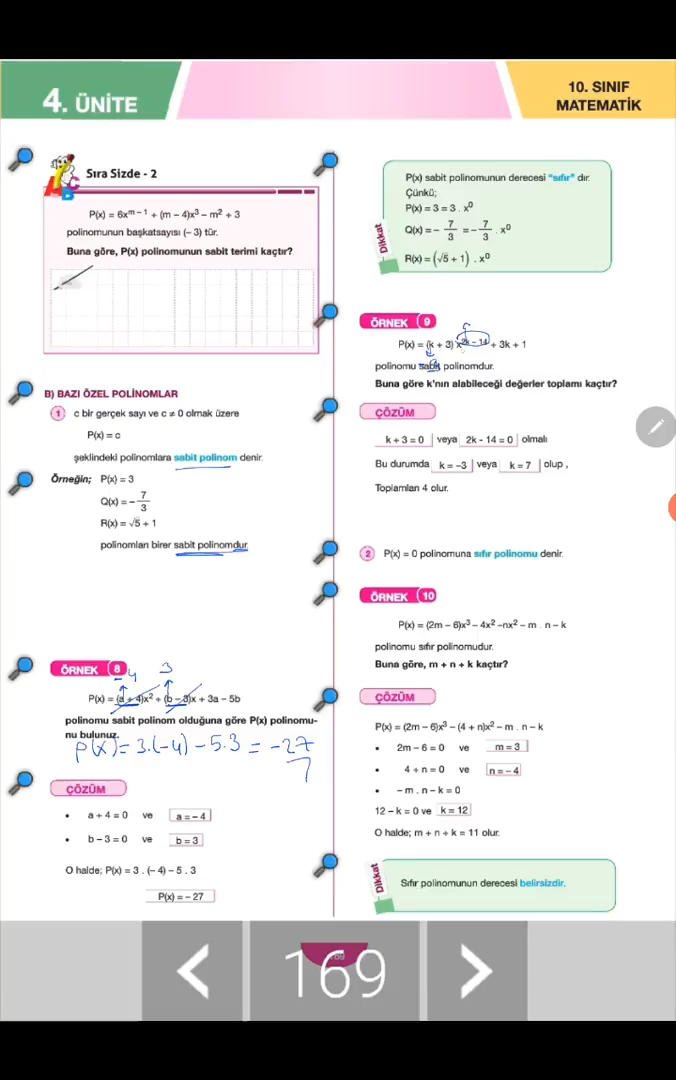 4. ÜNİTE
10. SINIF
MATEMATİK
Sıra Sizde - 2
P(x) = 6x^(m – 1) + (m – 4)x³ – m² + 3
polinomunun başkatsayısı (– 3) tür.
Buna göre, P(x) polinomunun sabit terimi kaçtır?
B) BAZI ÖZEL POLİNOMLAR
1 c bir gerçek sayı ve c ≠ 0 olmak üzere
P(x) = c
şeklindeki polinomlara sabit polinom denir.
Örneğin; P(x) = 3
Q(x) = – 7/3
R(x) = √5 + 1
polinomları birer sabit polinomdur.
ÖRNEK 8
-4 3
P(x) = (a + 4)x² + (b – 3)x + 3a – 5b
polinomu sabit polinom olduğuna göre P(x) polinomu-
nu bulunuz.
P(x) = 3.(-4) - 5.3 = -27
ÇÖZÜM
• a + 4 = 0 ve a = – 4
• b – 3 = 0 ve b = 3
O halde; P(x) = 3 . (– 4) – 5 . 3
P(x) = – 27
P(x) sabit polinomunun derecesi "sıfır" dır.
Çünkü;
P(x) = 3 = 3 . x⁰
Q(x) = – 7/3 = – 7/3 . x⁰
R(x) = (√5 + 1) . x⁰
Dikkat
ÖRNEK 9
P(x) = (k + 3) x^(2k – 14) + 3k + 1
polinomu sabit polinomdur.
Buna göre k'nın alabileceği değerler toplamı kaçtır?
ÇÖZÜM
k + 3 = 0 veya 2k - 14 = 0 olmalı
Bu durumda k = –3 veya k = 7 olup ,
Toplamları 4 olur.
2 P(x) = 0 polinomuna sıfır polinomu denir.
ÖRNEK 10
P(x) = (2m – 6)x³ – 4x² –nx² – m . n – k
polinomu sıfır polinomudur.
Buna göre, m + n + k kaçtır?
ÇÖZÜM
P(x) = (2m – 6)x³ – (4 + n)x² – m . n – k
• 2m – 6 = 0 ve m = 3
• 4 + n = 0 ve n = – 4
• – m . n – k = 0
12 – k = 0 ve k = 12
O halde; m + n + k = 11 olur.
Dikkat
Sıfır polinomunun derecesi belirsizdir.
169